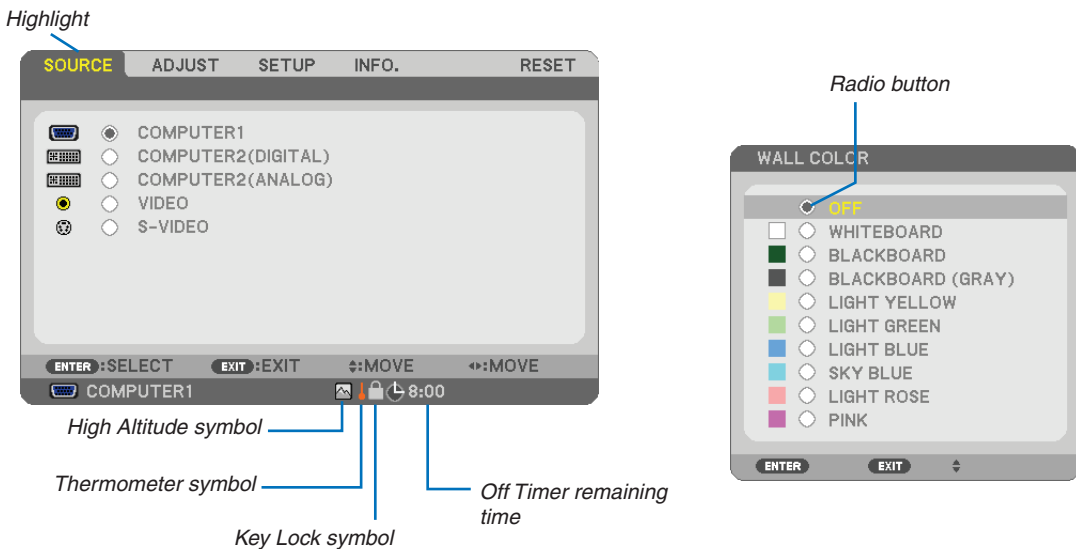 Highlight
SOURCE ADJUST SETUP INFO. RESET
COMPUTER1
COMPUTER2(DIGITAL)
COMPUTER2(ANALOG)
VIDEO
S-VIDEO
ENTER :SELECT EXIT :EXIT :MOVE :MOVE
COMPUTER1 8:00
High Altitude symbol
Thermometer symbol
Key Lock symbol
Off Timer remaining
time
Radio button
WALL COLOR
OFF
WHITEBOARD
BLACKBOARD
BLACKBOARD (GRAY)
LIGHT YELLOW
LIGHT GREEN
LIGHT BLUE
SKY BLUE
LIGHT ROSE
PINK
ENTER EXIT